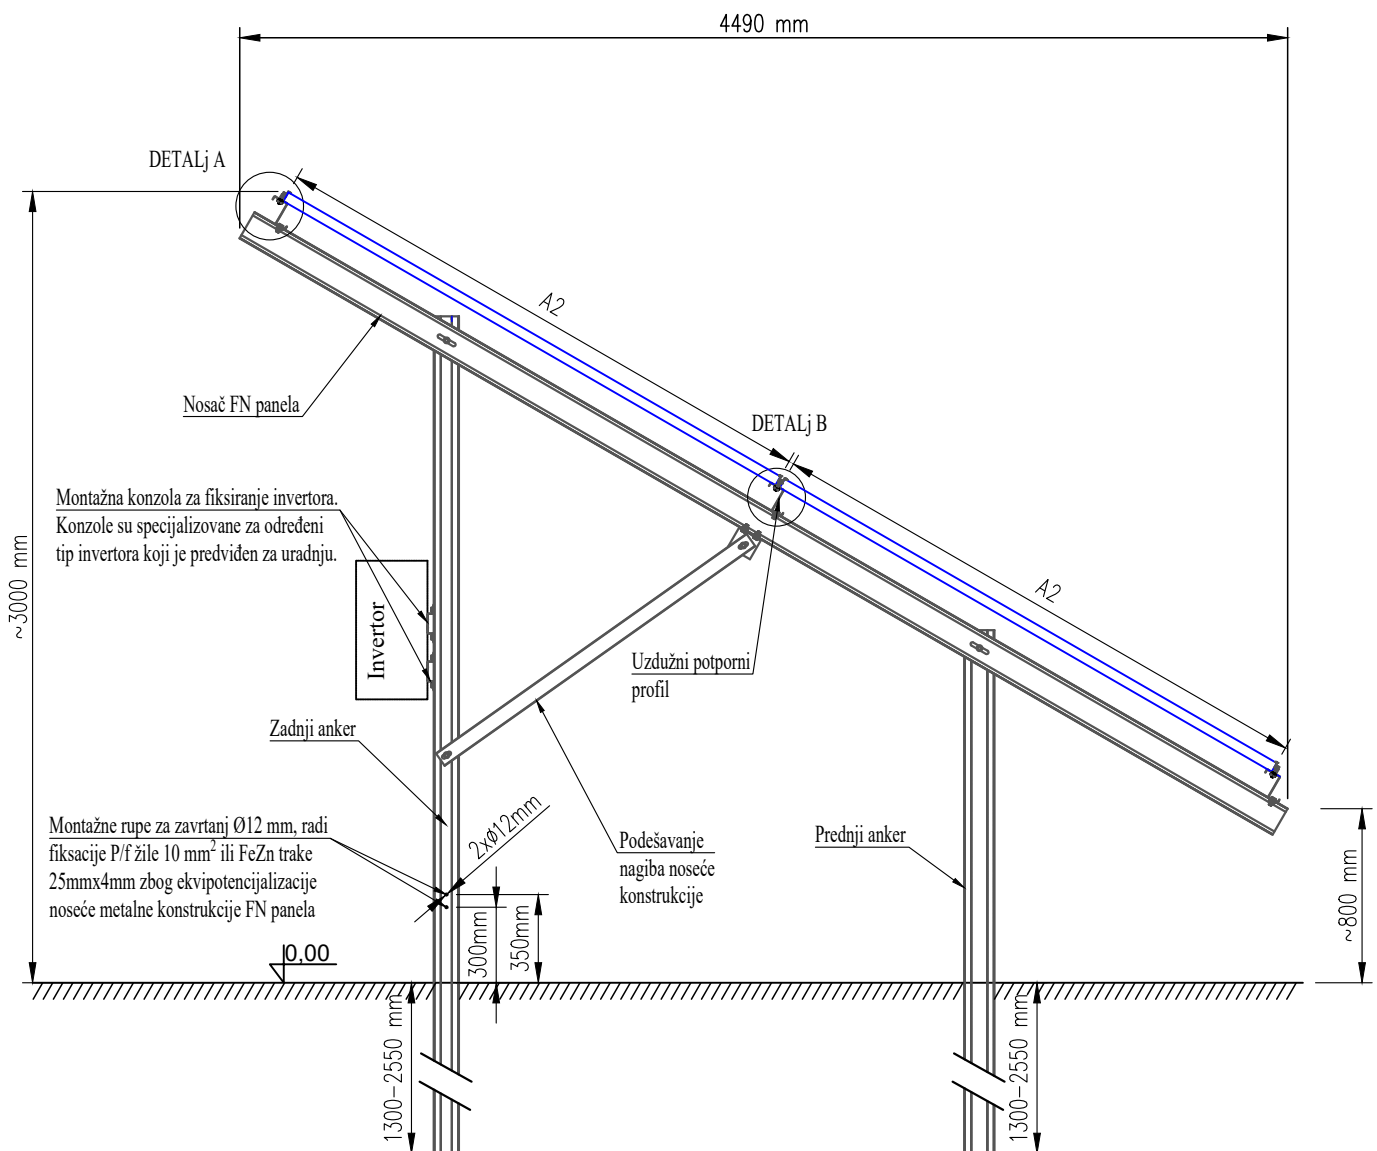 4490 mm
DETALj A
A2
Nosač FN panela
DETALj B
Montažna konzola za fiksiranje invertora.
Konzole su specijalizovane za određeni
tip invertora koji je predviđen za uradnju.
~3000 mm
A2
Invertor
Uzdužni potporni
profil
Zadnji anker
2xø12mm
Montažne rupe za zavrtanj Ø12 mm, radi
fiksacije P/f žile 10 mm² ili FeZn trake
25mmx4mm zbog ekvipotencijalizacije
noseće metalne konstrukcije FN panela
Podešavanje
nagiba noseće
konstrukcije
Prednji anker
~800 mm
300mm
350mm
0,00
1300-2550 mm
1300-2550 mm